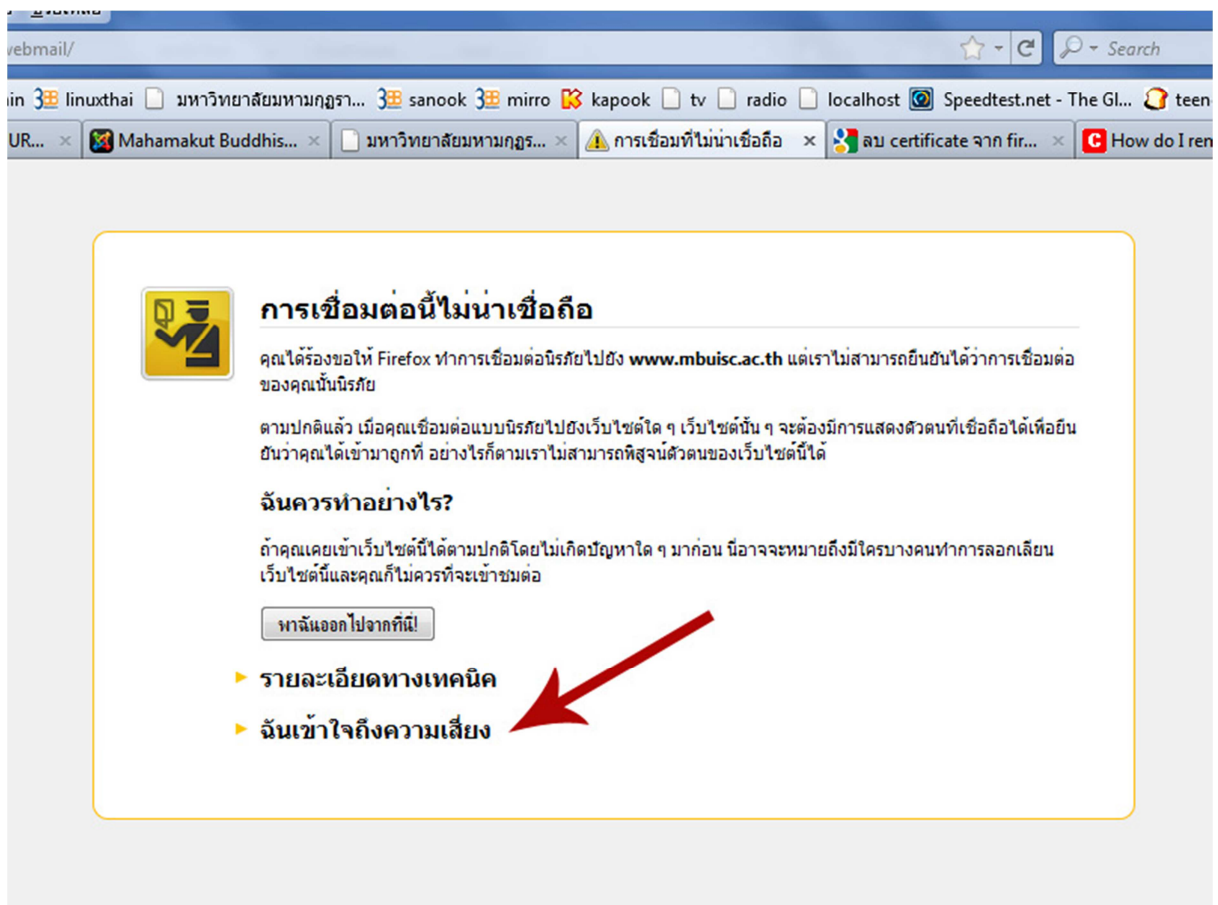 ช่วยเหลือ
webmail/
Search
in linuxthai มหาวิทยาลัยมหามกุฏรา... sanook mirro kapook tv radio localhost Speedtest.net - The Gl... teen
UR... Mahamakut Buddhis... มหาวิทยาลัยมหามกุฏร... การเชื่อมที่ไม่น่าเชื่อถือ ลบ certificate จาก fir... How do I rem
การเชื่อมต่อนี้ไม่น่าเชื่อถือ
คุณได้ร้องขอให้ Firefox ทำการเชื่อมต่อนิรภัยไปยัง www.mbuisc.ac.th แต่เราไม่สามารถยืนยันได้ว่าการเชื่อมต่อ
ของคุณนั้นนิรภัย
ตามปกติแล้ว เมื่อคุณเชื่อมต่อแบบนิรภัยไปยังเว็บไซต์ใด ๆ เว็บไซต์นั้น ๆ จะต้องมีการแสดงตัวตนที่เชื่อถือได้เพื่อยืน
ยันว่าคุณได้เข้ามาถูกที่ อย่างไรก็ตามเราไม่สามารถพิสูจน์ตัวตนของเว็บไซต์นี้ได้
ฉันควรทำอย่างไร?
ถ้าคุณเคยเข้าเว็บไซต์นี้ได้ตามปกติโดยไม่เกิดปัญหาใด ๆ มาก่อน นี่อาจจะหมายถึงมีใครบางคนทำการลอกเลียน
เว็บไซต์นี้และคุณก็ไม่ควรที่จะเข้าชมต่อ
พาฉันออกไปจากที่นี่!
รายละเอียดทางเทคนิค
ฉันเข้าใจถึงความเสี่ยง